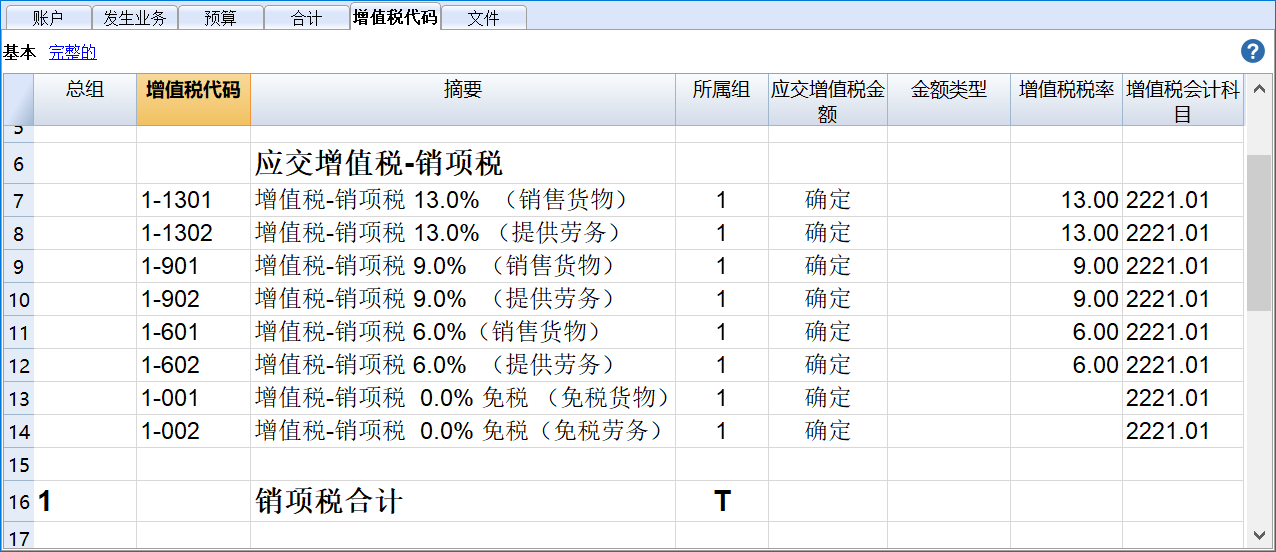 账户 发生业务 预算 合计 增值税代码 文件
基本 完整的 ?
总组 增值税代码 摘要 所属组 应交增值税金额 金额类型 增值税税率 增值税会计科目
5
6 应交增值税-销项税
7 1-1301 增值税-销项税 13.0% （销售货物） 1 确定 13.00 2221.01
8 1-1302 增值税-销项税 13.0% （提供劳务） 1 确定 13.00 2221.01
9 1-901 增值税-销项税 9.0% （销售货物） 1 确定 9.00 2221.01
10 1-902 增值税-销项税 9.0% （提供劳务） 1 确定 9.00 2221.01
11 1-601 增值税-销项税 6.0%（销售货物） 1 确定 6.00 2221.01
12 1-602 增值税-销项税 6.0% （提供劳务） 1 确定 6.00 2221.01
13 1-001 增值税-销项税 0.0% 免税 （免税货物） 1 确定 2221.01
14 1-002 增值税-销项税 0.0% 免税（免税劳务） 1 确定 2221.01
15
16 1 销项税合计 T
17